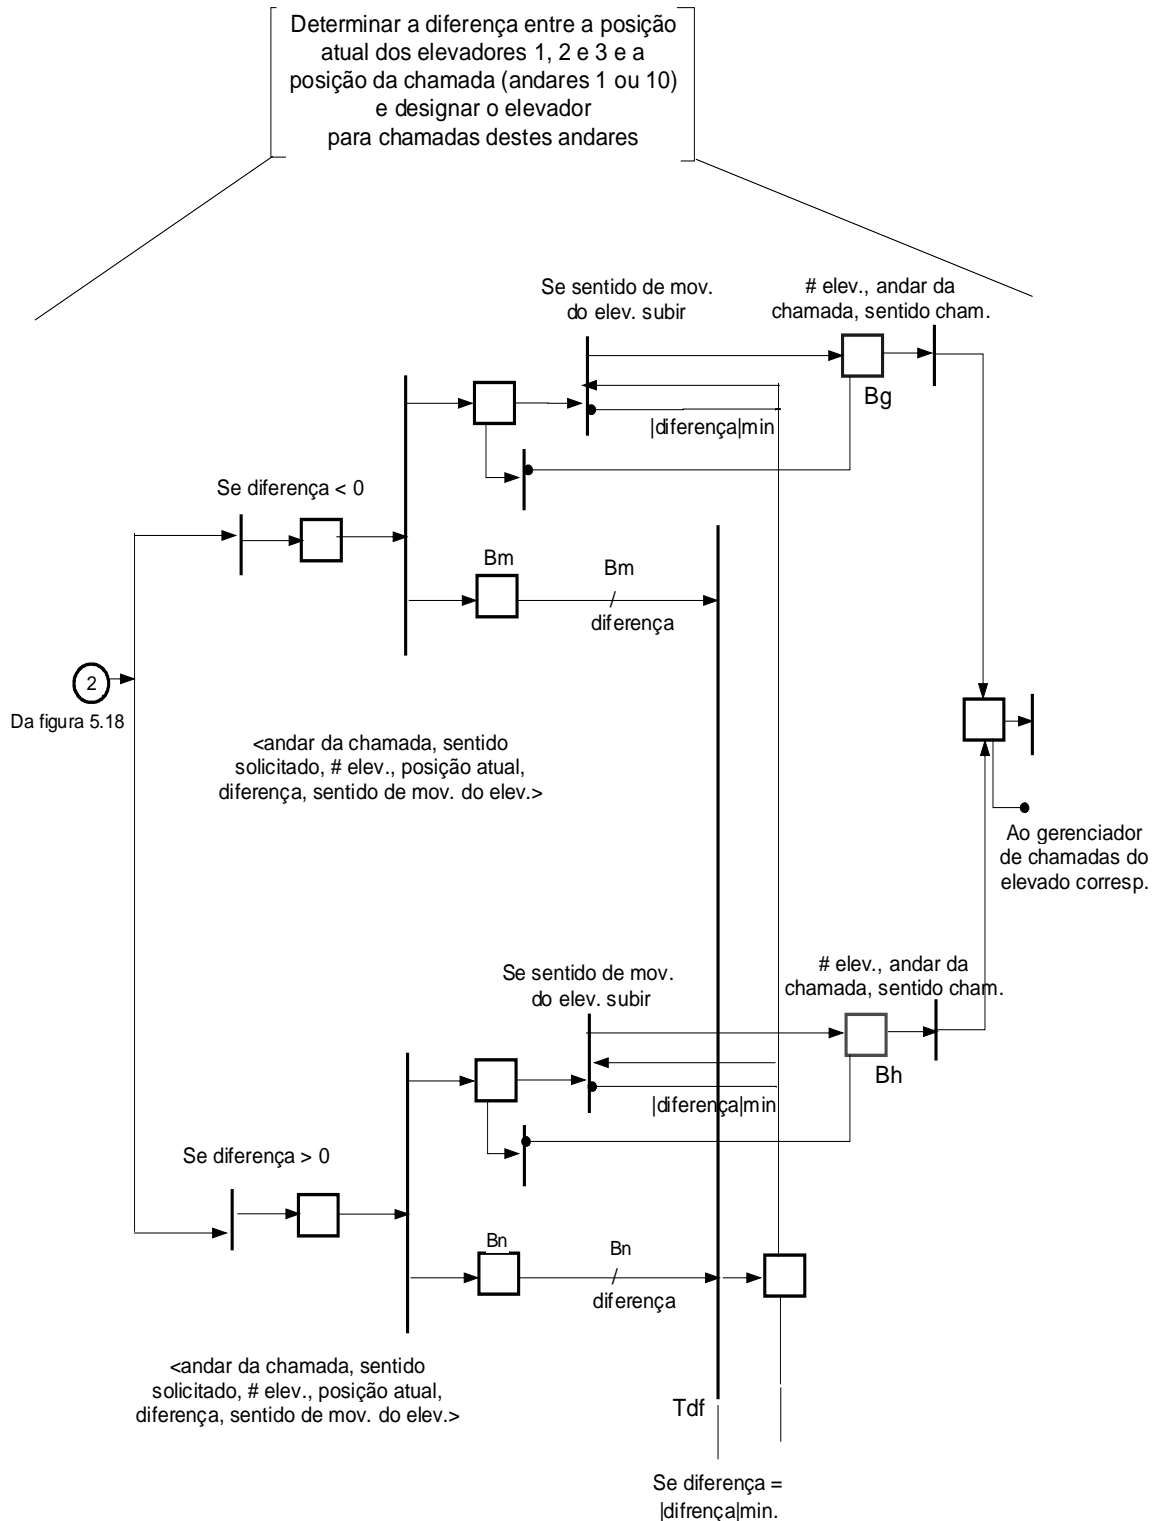 Determinar a diferença entre a posição
atual dos elevadores 1, 2 e 3 e a
posição da chamada (andares 1 ou 10)
e designar o elevador
para chamadas destes andares
Se sentido de mov.
do elev. subir
# elev., andar da
chamada, sentido cham.
Bg
|diferença|min
Se diferença < 0
Bm
Bm
diferença
2
Da figura 5.18
<andar da chamada, sentido
solicitado, # elev., posição atual,
diferença, sentido de mov. do elev.>
Ao gerenciador
de chamadas do
elevado corresp.
Se sentido de mov.
do elev. subir
# elev., andar da
chamada, sentido cham.
Bh
|diferença|min
Se diferença > 0
Bn
Bn
diferença
<andar da chamada, sentido
solicitado, # elev., posição atual,
diferença, sentido de mov. do elev.>
Tdf
Se diferença =
|difrença|min.